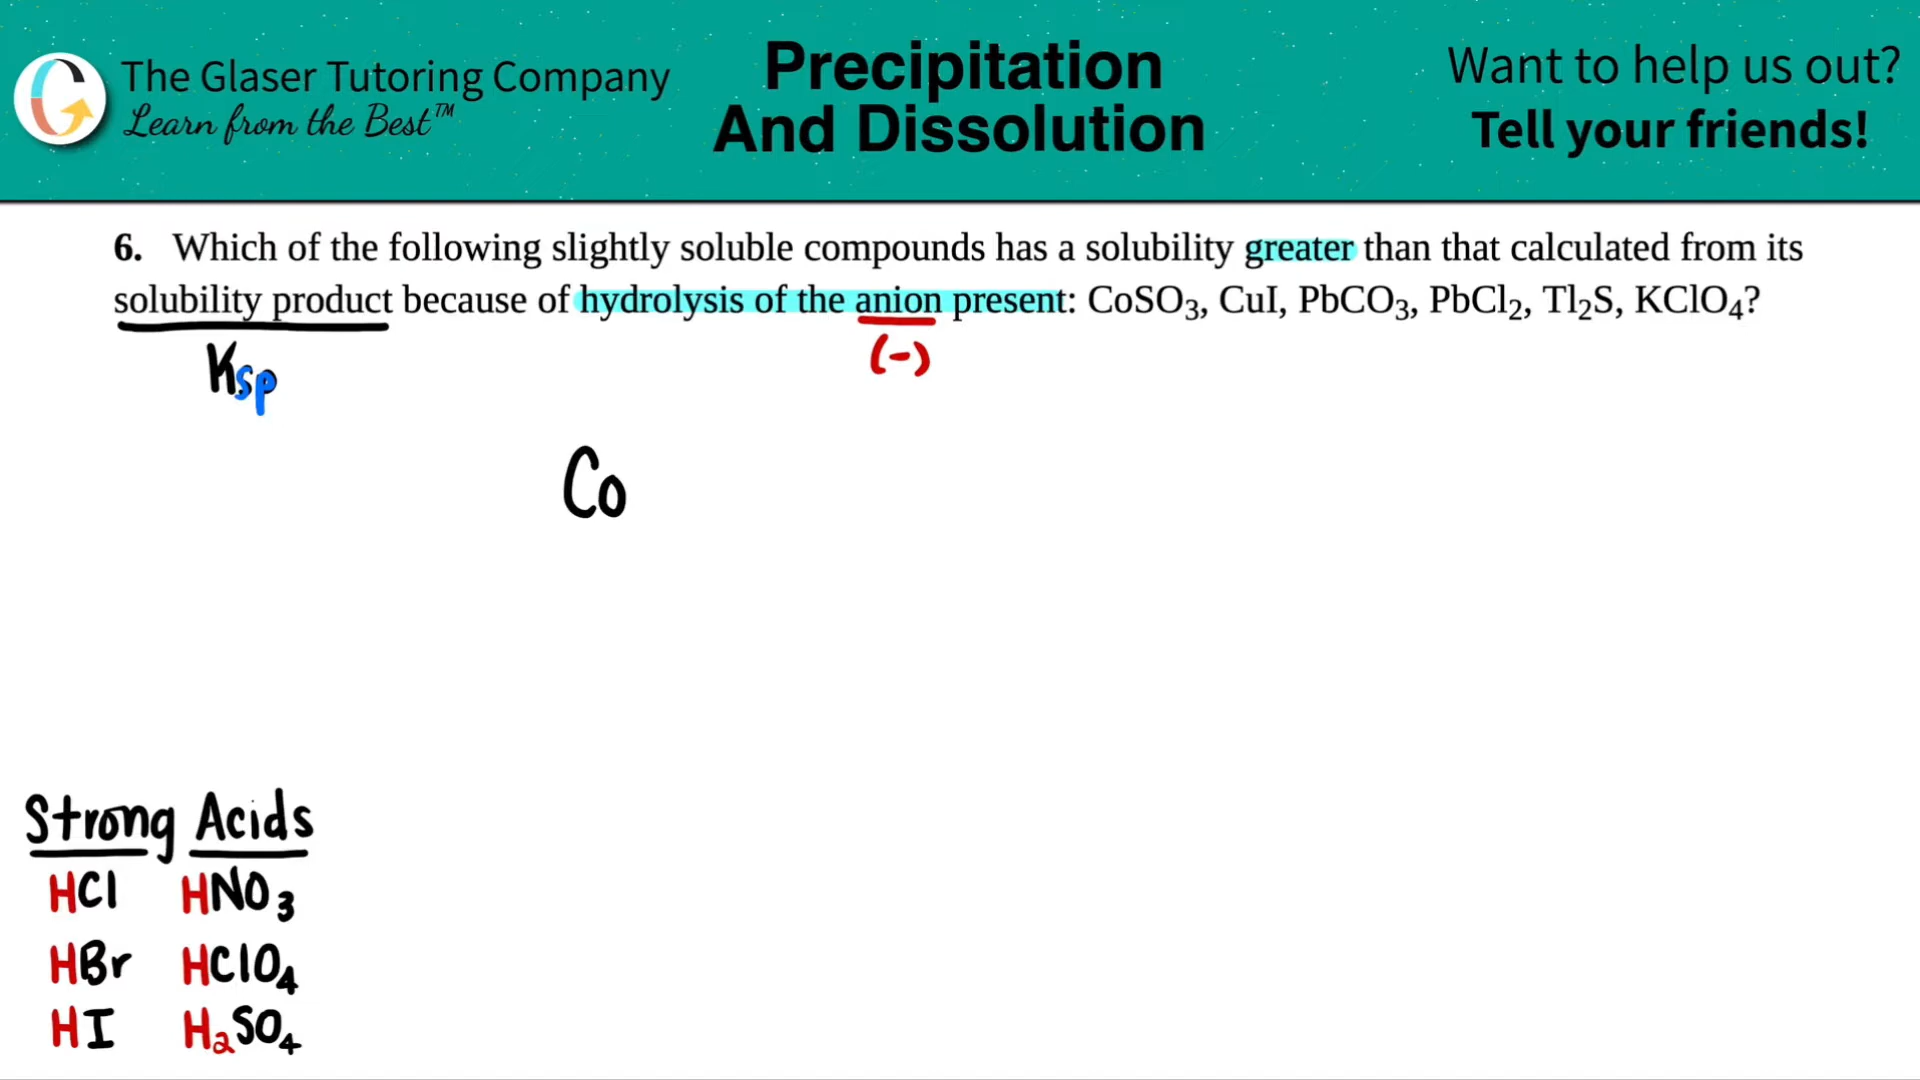 The Glaser Tutoring Company
Learn from the Best™
Precipitation
And Dissolution
Want to help us out?
Tell your friends!
6. Which of the following slightly soluble compounds has a solubility greater than that calculated from its
solubility product because of hydrolysis of the anion present: CoSO₃, CuI, PbCO₃, PbCl₂, Tl₂S, KClO₄?
Ksp
(-)
Co
Strong Acids
HCl HNO₃
HBr HClO₄
HI H₂SO₄